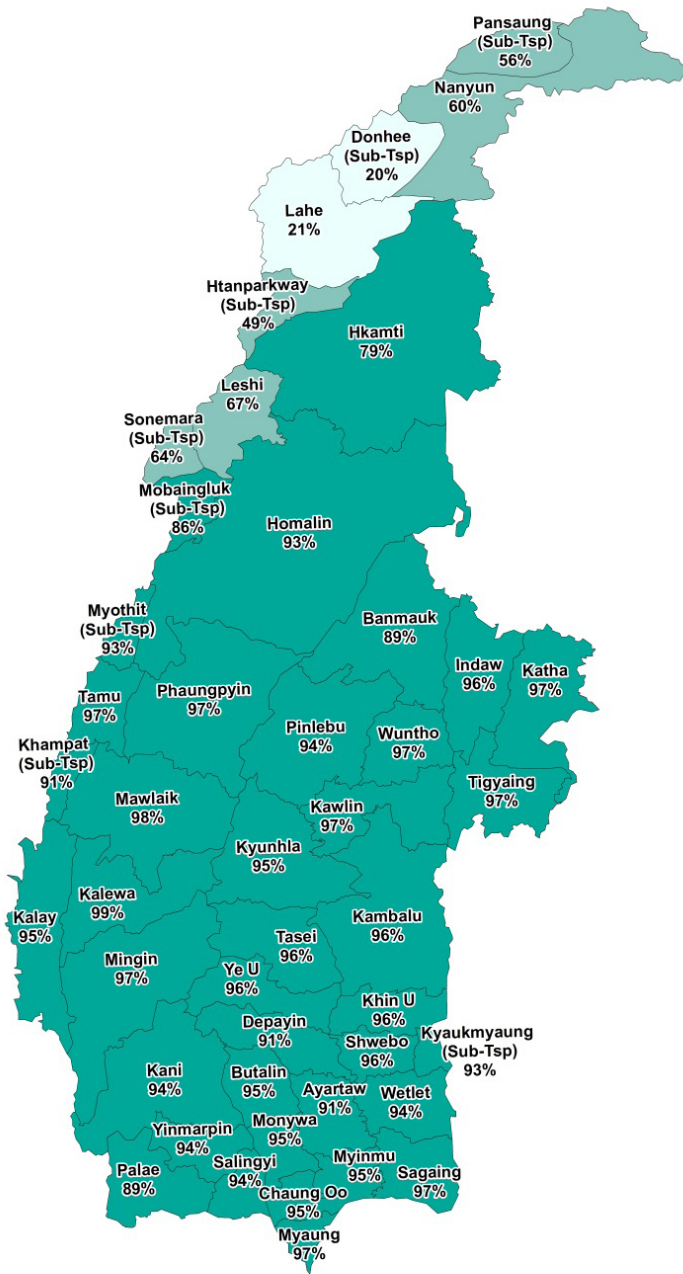 Pansaung
(Sub-Tsp)
56%
Nanyun
60%
Donhee
(Sub-Tsp)
20%
Lahe
21%
Htanparkway
(Sub-Tsp)
49%
Hkamti
79%
Leshi
67%
Sonemara
(Sub-Tsp)
64%
Mobaingluk
(Sub-Tsp)
86%
Homalin
93%
Myothit
(Sub-Tsp)
93%
Banmauk
89%
Indaw
96%
Katha
97%
Tamu
97%
Phaungpyin
97%
Pinlebu
94%
Wuntho
97%
Khampat
(Sub-Tsp)
91%
Tigyaing
97%
Mawlaik
98%
Kawlin
97%
Kyunhla
95%
Kalewa
99%
Kalay
95%
Kambalu
96%
Tasei
96%
Mingin
97%
Ye U
96%
Khin U
96%
Depayin
91%
Shwebo
96%
Kyaukmyaung
(Sub-Tsp)
93%
Kani
94%
Butalin
95%
Ayartaw
91%
Wetlet
94%
Monywa
95%
Yinmarpin
94%
Salingyi
94%
Myinmu
95%
Palae
89%
Sagaing
97%
Chaung Oo
95%
Myaung
97%